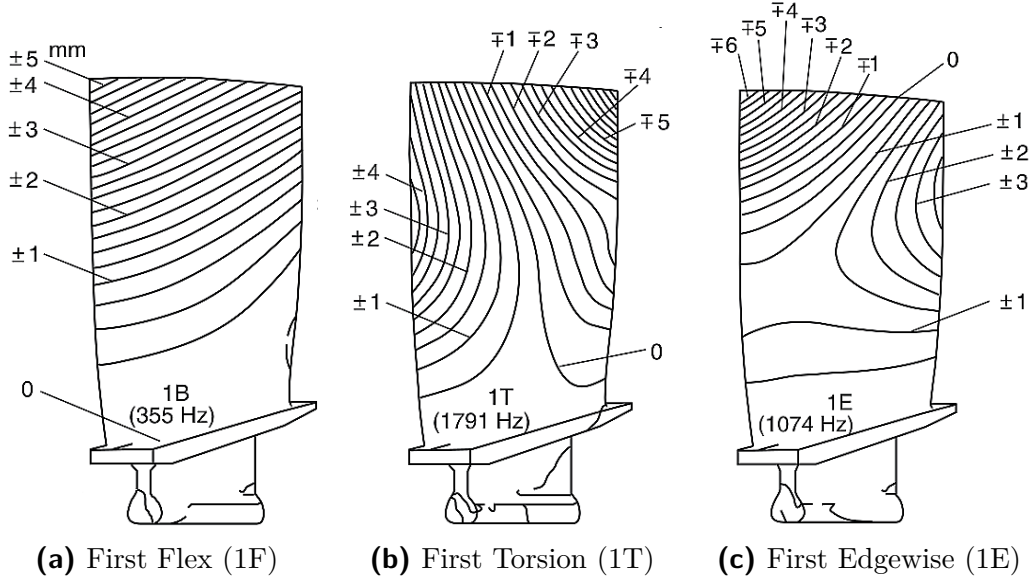 mm
±5
±4
±3
±2
±1
0
1B
(355 Hz)
∓1
∓2
∓3
∓4
∓5
±4
±3
±2
±1
0
1T
(1791 Hz)
∓6
∓5
∓4
∓3
∓2
∓1
0
±1
±2
±3
±1
1E
(1074 Hz)
(a) First Flex (1F)
(b) First Torsion (1T)
(c) First Edgewise (1E)